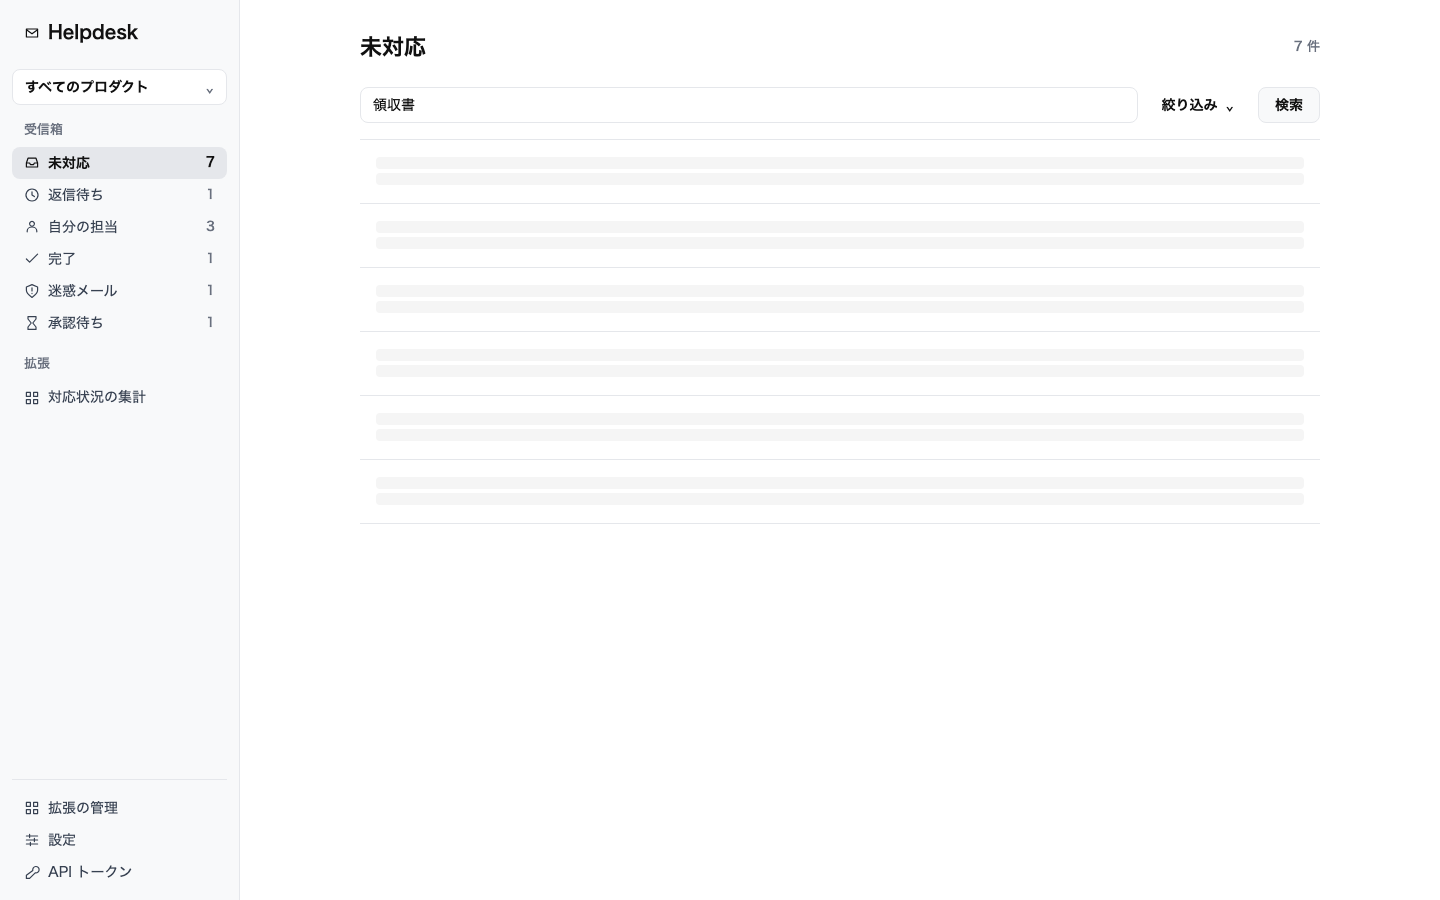 Helpdesk
すべてのプロダクト
受信箱
未対応 7
返信待ち 1
自分の担当 3
完了 1
迷惑メール 1
承認待ち 1
拡張
対応状況の集計
拡張の管理
設定
API トークン
未対応
7 件
領収書
絞り込み
検索